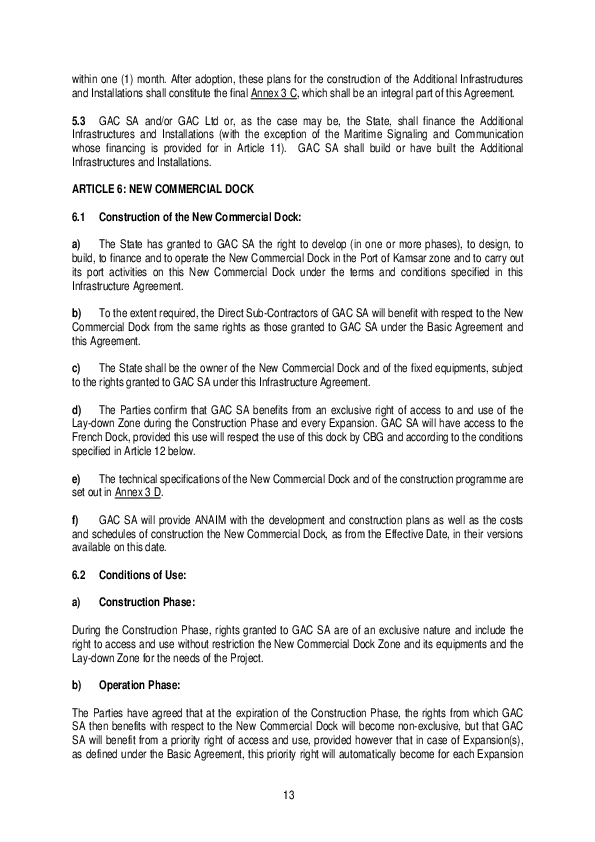 within one (1) month. After adoption, these plans for the construction of the Additional Infrastructures
and Installations shall constitute the final Annex 3 C, which shall be an integral part of this Agreement.
5.3 GAC SA and/or GAC Ltd or, as the case may be, the State, shall finance the Additional
Infrastructures and Installations (with the exception of the Maritime Signaling and Communication
whose financing is provided for in Article 11). GAC SA shall build or have built the Additional
Infrastructures and Installations.
ARTICLE 6: NEW COMMERCIAL DOCK
6.1 Construction of the New Commercial Dock:
a) The State has granted to GAC SA the right to develop (in one or more phases), to design, to
build, to finance and to operate the New Commercial Dock in the Port of Kamsar zone and to carry out
its port activities on this New Commercial Dock under the terms and conditions specified in this
Infrastructure Agreement.
b) To the extent required, the Direct Sub-Contractors of GAC SA will benefit with respect to the New
Commercial Dock from the same rights as those granted to GAC SA under the Basic Agreement and
this Agreement.
c) The State shall be the owner of the New Commercial Dock and of the fixed equipments, subject
to the rights granted to GAC SA under this Infrastructure Agreement.
d) The Parties confirm that GAC SA benefits from an exclusive right of access to and use of the
Lay-down Zone during the Construction Phase and every Expansion. GAC SA will have access to the
French Dock, provided this use will respect the use of this dock by CBG and according to the conditions
specified in Article 12 below.
e) The technical specifications of the New Commercial Dock and of the construction programme are
set out in Annex 3 D.
f) GAC SA will provide ANAIM with the development and construction plans as well as the costs
and schedules of construction the New Commercial Dock, as from the Effective Date, in their versions
available on this date.
6.2 Conditions of Use:
a) Construction Phase:
During the Construction Phase, rights granted to GAC SA are of an exclusive nature and include the
right to access and use without restriction the New Commercial Dock Zone and its equipments and the
Lay-down Zone for the needs of the Project.
b) Operation Phase:
The Parties have agreed that at the expiration of the Construction Phase, the rights from which GAC
SA then benefits with respect to the New Commercial Dock will become non-exclusive, but that GAC
SA will benefit from a priority right of access and use, provided however that in case of Expansion(s),
as defined under the Basic Agreement, this priority right will automatically become for each Expansion
13